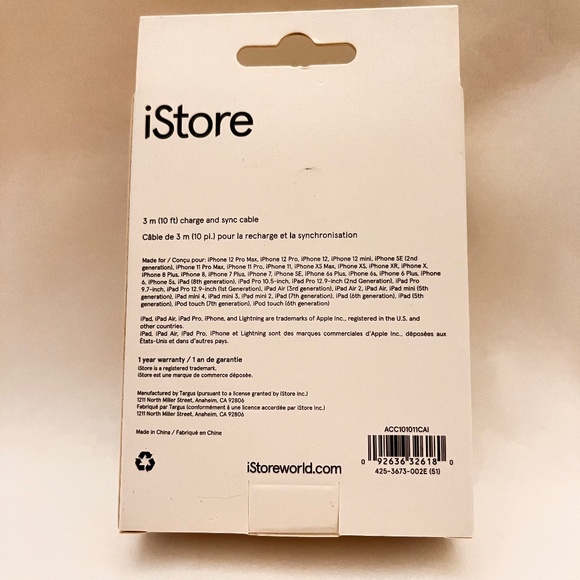 iStore
3 m (10 ft) charge and sync cable
Câble de 3 m (10 pi.) pour la recharge et la synchronisation
Made for / Conçu pour: iPhone 12 Pro Max, iPhone 12 Pro, iPhone 12, iPhone 12 mini, iPhone SE (2nd
generation), iPhone 11 Pro Max, iPhone 11 Pro, iPhone 11, iPhone XS Max, iPhone XS, iPhone XR, iPhone X,
iPhone 8 Plus, iPhone 8, iPhone 7 Plus, iPhone 7, iPhone SE, iPhone 6s Plus, iPhone 6s, iPhone 6 Plus, iPhone
6, iPhone 5s, iPad (8th generation), iPad Pro 10.5-inch, iPad Pro 12.9-inch (2nd Generation), iPad Pro
9.7-inch, iPad Pro 12.9-inch (1st Generation), iPad Air (3rd generation), iPad Air 2, iPad Air, iPad mini (5th
generation), iPad mini 4, iPad mini 3, iPad mini 2, iPad (7th generation), iPad (6th generation), iPad (5th
generation), iPod touch (7th generation), iPod touch (6th generation)
iPad, iPad Air, iPad Pro, iPhone, and Lightning are trademarks of Apple Inc., registered in the U.S. and
other countries.
iPad, iPad Air, iPad Pro, iPhone et Lightning sont des marques commerciales d'Apple Inc., déposées aux
États-Unis et dans d'autres pays.
1 year warranty / 1 an de garantie
iStore is a registered trademark.
iStore est une marque de commerce déposée.
Manufactured by Targus (pursuant to a license granted by iStore Inc.)
1211 North Miller Street, Anaheim, CA 92806
Fabriqué par Targus (conformément à une licence accordée par iStore Inc.)
1211 North Miller Street, Anaheim, CA 92806
Made in China / Fabriqué en Chine
ACC101011CAI
0 92636 32618 0
425-3673-002E (51)
iStoreworld.com